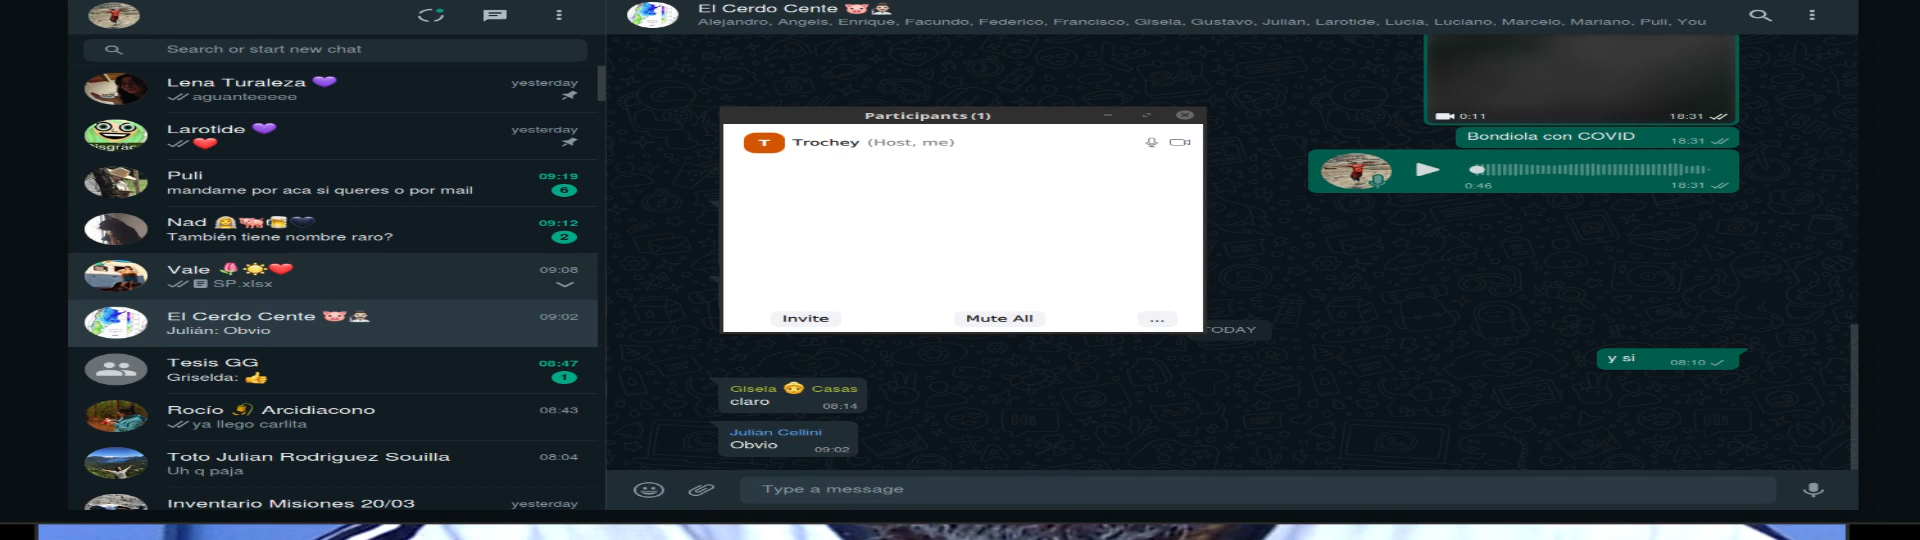 Search or start new chat
Lena Turaleza 💜
yesterday
aguanteeeee
Larotide 💜
yesterday
❤️
isgrac
Puli
09:19
mandame por aca si queres o por mail
6
Nad
09:12
También tiene nombre raro?
2
Vale 🌷☀️❤️
09:08
SP.xlsx
El Cerdo Cente 🐷
09:02
Julián: Obvio
Tesis GG
08:47
Griselda: 👍
1
Rocío Arcidiacono
08:43
ya llego carlita
Toto Julian Rodriguez Souilla
08:04
Uh q paja
Inventario Misiones 20/03
yesterday
El Cerdo Cente 🐷
Alejandro, Angels, Enrique, Facundo, Federico, Francisco, Gisela, Gustavo, Julián, Larotide, Lucia, Luciano, Marcelo, Mariano, Puli, You
0:11
18:31
Bondiola con COVID
18:31
0:46
18:31
Participants (1)
T
Trochey (Host, me)
Invite
Mute All
...
TODAY
y si
08:10
Gisela Casas
claro
08:14
Julián Cellini
Obvio
09:02
Type a message